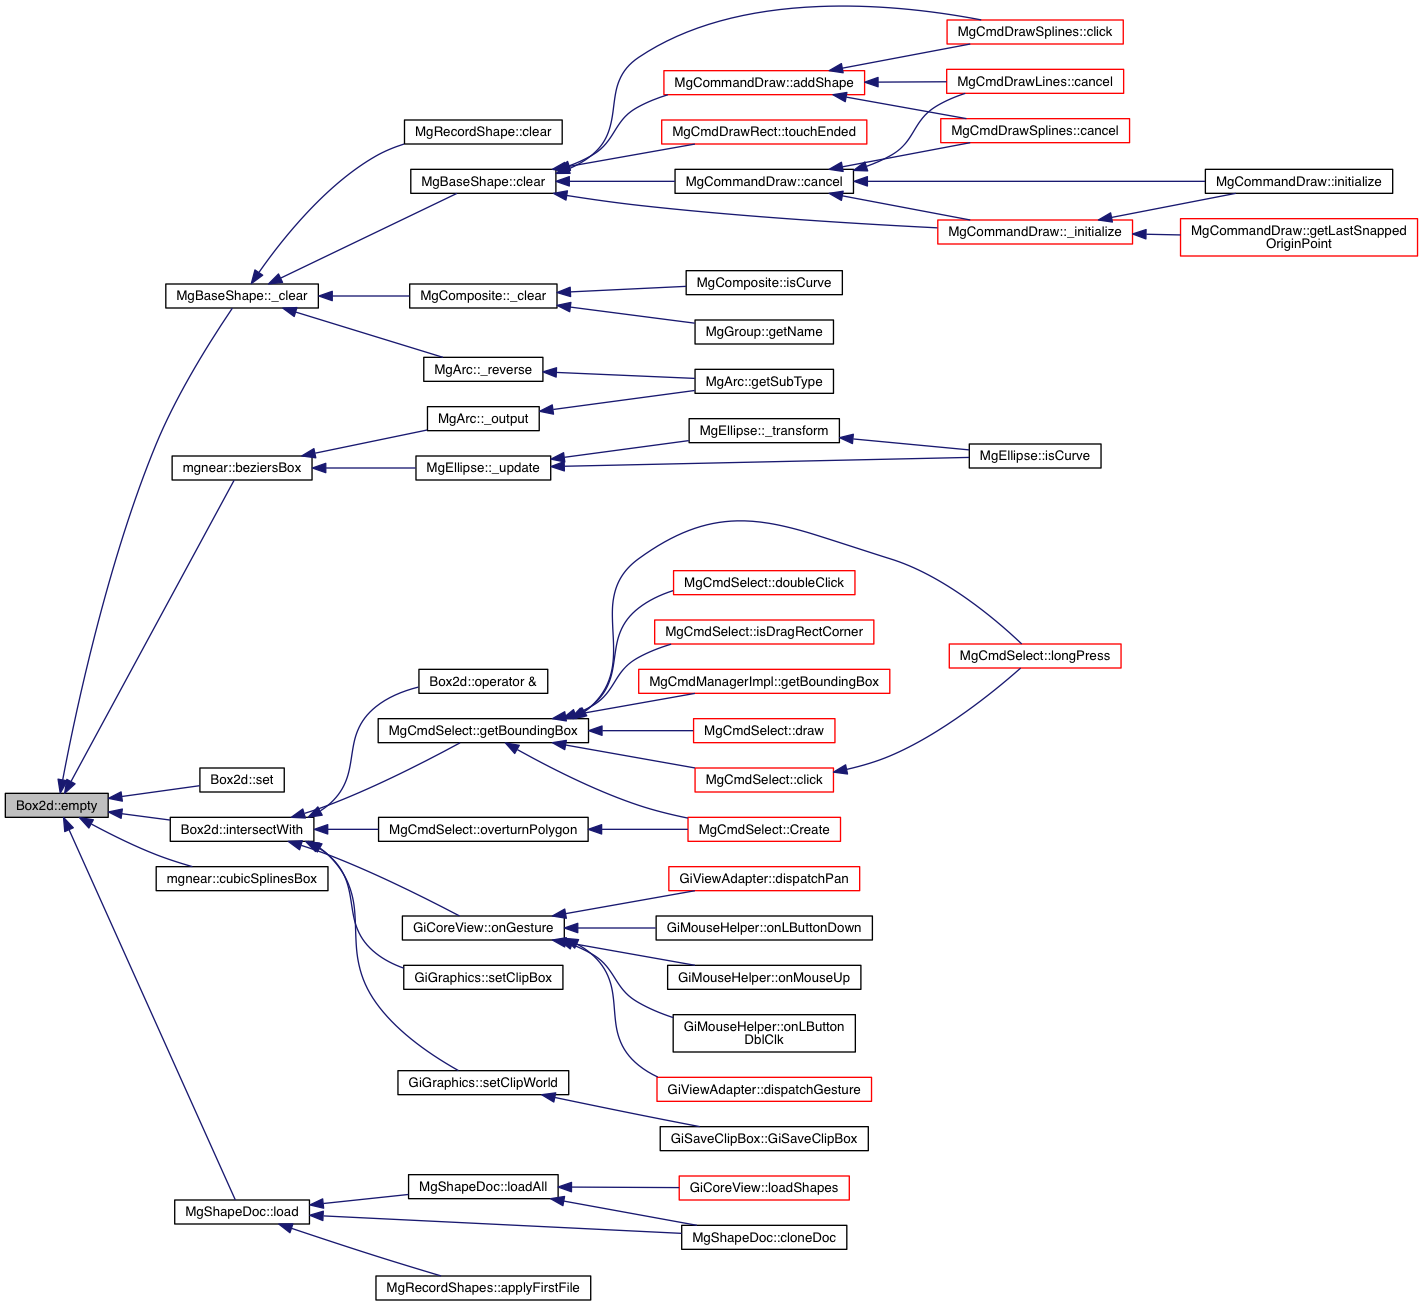 MgCmdDrawSplines::click
MgCommandDraw::addShape
MgCmdDrawLines::cancel
MgRecordShape::clear
MgCmdDrawRect::touchEnded
MgCmdDrawSplines::cancel
MgBaseShape::clear
MgCommandDraw::cancel
MgCommandDraw::initialize
MgCommandDraw::_initialize
MgCommandDraw::getLastSnapped
OriginPoint
MgBaseShape::_clear
MgComposite::_clear
MgComposite::isCurve
MgGroup::getName
MgArc::_reverse
MgArc::getSubType
MgArc::_output
MgEllipse::_transform
mgnear::beziersBox
MgEllipse::_update
MgEllipse::isCurve
MgCmdSelect::doubleClick
MgCmdSelect::isDragRectCorner
MgCmdSelect::longPress
Box2d::operator &
MgCmdManagerImpl::getBoundingBox
MgCmdSelect::getBoundingBox
MgCmdSelect::draw
Box2d::set
MgCmdSelect::click
Box2d::empty
Box2d::intersectWith
MgCmdSelect::overturnPolygon
MgCmdSelect::Create
mgnear::cubicSplinesBox
GiViewAdapter::dispatchPan
GiCoreView::onGesture
GiMouseHelper::onLButtonDown
GiGraphics::setClipBox
GiMouseHelper::onMouseUp
GiMouseHelper::onLButton
DblClk
GiGraphics::setClipWorld
GiViewAdapter::dispatchGesture
GiSaveClipBox::GiSaveClipBox
MgShapeDoc::loadAll
GiCoreView::loadShapes
MgShapeDoc::load
MgShapeDoc::cloneDoc
MgRecordShapes::applyFirstFile